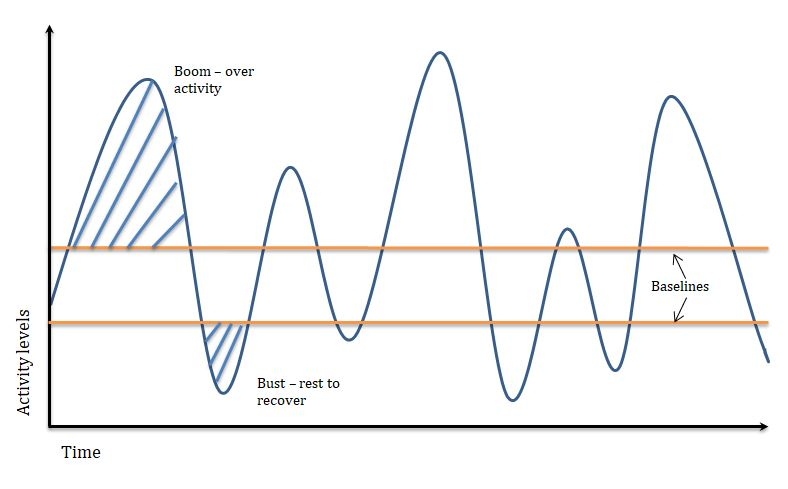 Boom – over
activity
Baselines
Activity levels
Bust – rest to
recover
Time